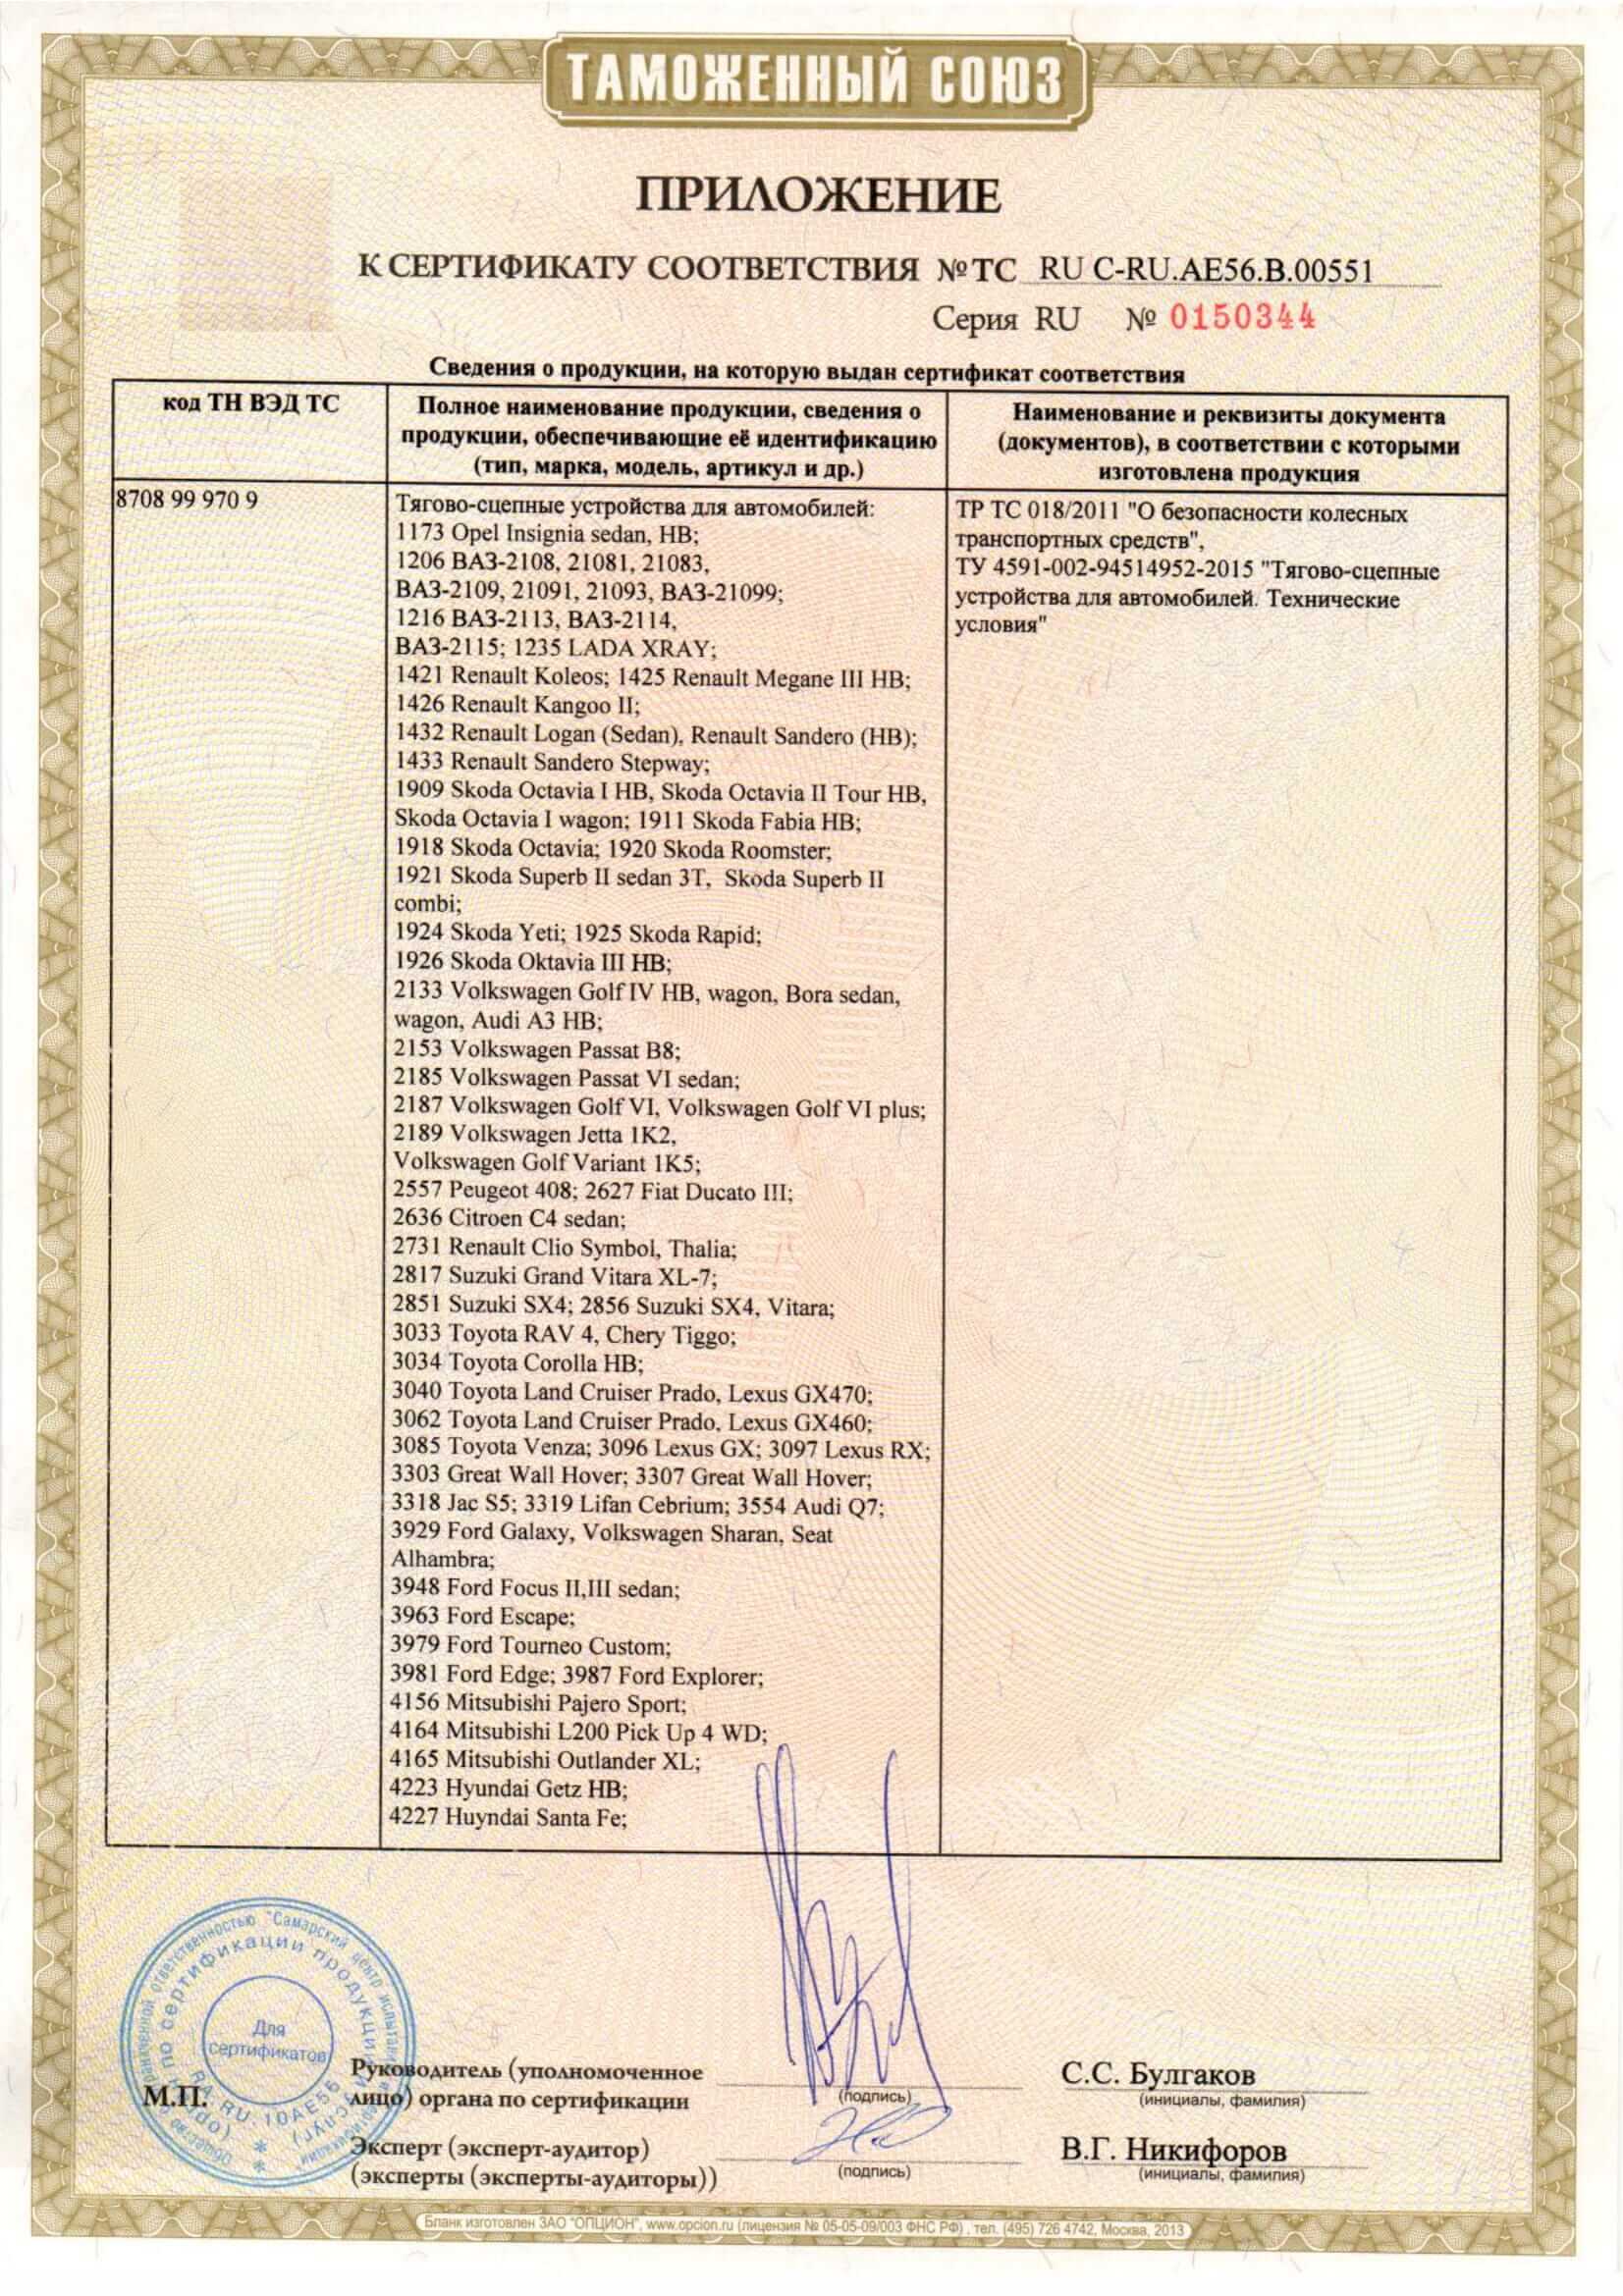 ТАМОЖЕННЫЙ СОЮЗ
ПРИЛОЖЕНИЕ
К СЕРТИФИКАТУ СООТВЕТСТВИЯ №ТС RU C-RU.АЕ56.В.00551
Серия RU № 0150344
Сведения о продукции, на которую выдан сертификат соответствия
код ТН ВЭД ТС
Полное наименование продукции, сведения о
продукции, обеспечивающие её идентификацию
(тип, марка, модель, артикул и др.)
Наименование и реквизиты документа
(документов), в соответствии с которыми
изготовлена продукция
8708 99 970 9
Тягово-сцепные устройства для автомобилей:
1173 Opel Insignia sedan, HB;
1206 ВАЗ-2108, 21081, 21083,
ВАЗ-2109, 21091, 21093, ВАЗ-21099;
1216 ВАЗ-2113, ВАЗ-2114,
ВАЗ-2115; 1235 LADA XRAY;
1421 Renault Koleos; 1425 Renault Megane III HB;
1426 Renault Kangoo II;
1432 Renault Logan (Sedan), Renault Sandero (HB);
1433 Renault Sandero Stepway;
1909 Skoda Octavia I HB, Skoda Octavia II Tour HB,
Skoda Octavia I wagon; 1911 Skoda Fabia HB;
1918 Skoda Octavia; 1920 Skoda Roomster;
1921 Skoda Superb II sedan 3T, Skoda Superb II
combi;
1924 Skoda Yeti; 1925 Skoda Rapid;
1926 Skoda Oktavia III HB;
2133 Volkswagen Golf IV HB, wagon, Bora sedan,
wagon, Audi A3 HB;
2153 Volkswagen Passat B8;
2185 Volkswagen Passat VI sedan;
2187 Volkswagen Golf VI, Volkswagen Golf VI plus;
2189 Volkswagen Jetta 1K2,
Volkswagen Golf Variant 1K5;
2557 Peugeot 408; 2627 Fiat Ducato III;
2636 Citroen C4 sedan;
2731 Renault Clio Symbol, Thalia;
2817 Suzuki Grand Vitara XL-7;
2851 Suzuki SX4; 2856 Suzuki SX4, Vitara;
3033 Toyota RAV 4, Chery Tiggo;
3034 Toyota Corolla HB;
3040 Toyota Land Cruiser Prado, Lexus GX470;
3062 Toyota Land Cruiser Prado, Lexus GX460;
3085 Toyota Venza; 3096 Lexus GX; 3097 Lexus RX;
3303 Great Wall Hover; 3307 Great Wall Hover;
3318 Jac S5; 3319 Lifan Cebrium; 3554 Audi Q7;
3929 Ford Galaxy, Volkswagen Sharan, Seat
Alhambra;
3948 Ford Focus II,III sedan;
3963 Ford Escape;
3979 Ford Tourneo Custom;
3981 Ford Edge; 3987 Ford Explorer;
4156 Mitsubishi Pajero Sport;
4164 Mitsubishi L200 Pick Up 4 WD;
4165 Mitsubishi Outlander XL;
4223 Hyundai Getz HB;
4227 Huyndai Santa Fe;
ТР ТС 018/2011 "О безопасности колесных
транспортных средств",
ТУ 4591-002-94514952-2015 "Тягово-сцепные
устройства для автомобилей. Технические
условия"
ответственностью "Самарский центр
по сертификации продукции
Для
сертификатов
М.П.
Руководитель (уполномоченное
лицо) органа по сертификации
(подпись)
С.С. Булгаков
(инициалы, фамилия)
Эксперт (эксперт-аудитор)
(эксперты (эксперты-аудиторы))
(подпись)
В.Г. Никифоров
(инициалы, фамилия)
Бланк изготовлен ЗАО "ОПЦИОН", www.opcion.ru (лицензия № 05-05-09/003 ФНС РФ), тел. (495) 726 4742, Москва, 2013